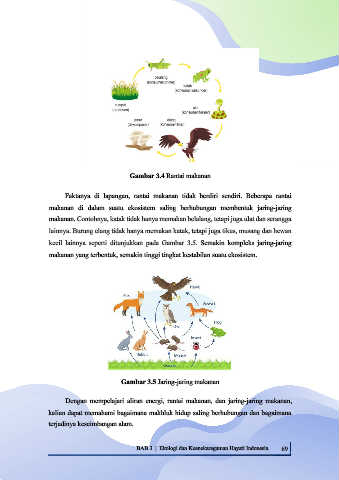 belalang
(konsumen primer)
katak
(konsumen sekunder)
rumput
(produsen)
ular
(konsumen tersier)
jamur
(dekomposer)
elang
(konsumen
Gambar 3.4 Rantai makanan
Faktanya di lapangan, rantai makanan tidak berdiri sendiri. Beberapa rantai
makanan di dalam suatu ekosistem saling berhubungan membentuk jaring-jaring
makanan. Contohnya, katak tidak hanya memakan belalang, tetapi juga ulat dan serangga
lainnya. Burung elang tidak hanya memakan katak, tetapi juga tikus, musang dan hewan
kecil lainnya seperti ditunjukkan pada Gambar 3.5. Semakin kompleks jaring-jaring
makanan yang terbentuk, semakin tinggi tingkat kestabilan suatu ekosistem.
Hawk
Fox
Weasel
Frog
Insect
Rabbit
Mouse
Gambar 3.5 Jaring-jaring makanan
Dengan mempelajari aliran energi, rantai makanan, dan jaring-jaring makanan,
kalian dapat memahami bagaimana makhluk hidup saling berhubungan dan bagaimana
terjadinya keseimbangan alam.
BAB 3 | Ekologi dan Keanekaragaman Hayati Indonesia 69